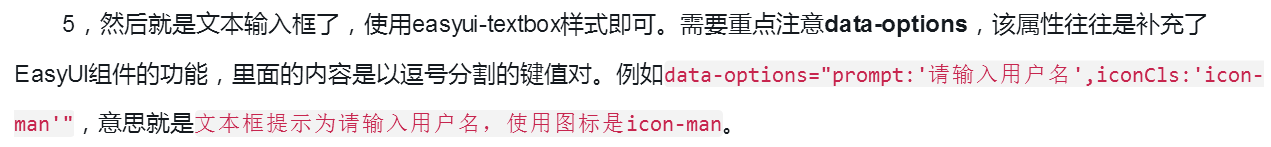 5，然后就是文本输入框了，使用easyui-textbox样式即可。需要重点注意data-options，该属性往往是补充了
EasyUI组件的功能，里面的内容是以逗号分割的键值对。例如data-options="prompt:'请输入用户名',iconCls:'icon-
man'"，意思就是文本框提示为请输入用户名，使用图标是icon-man。